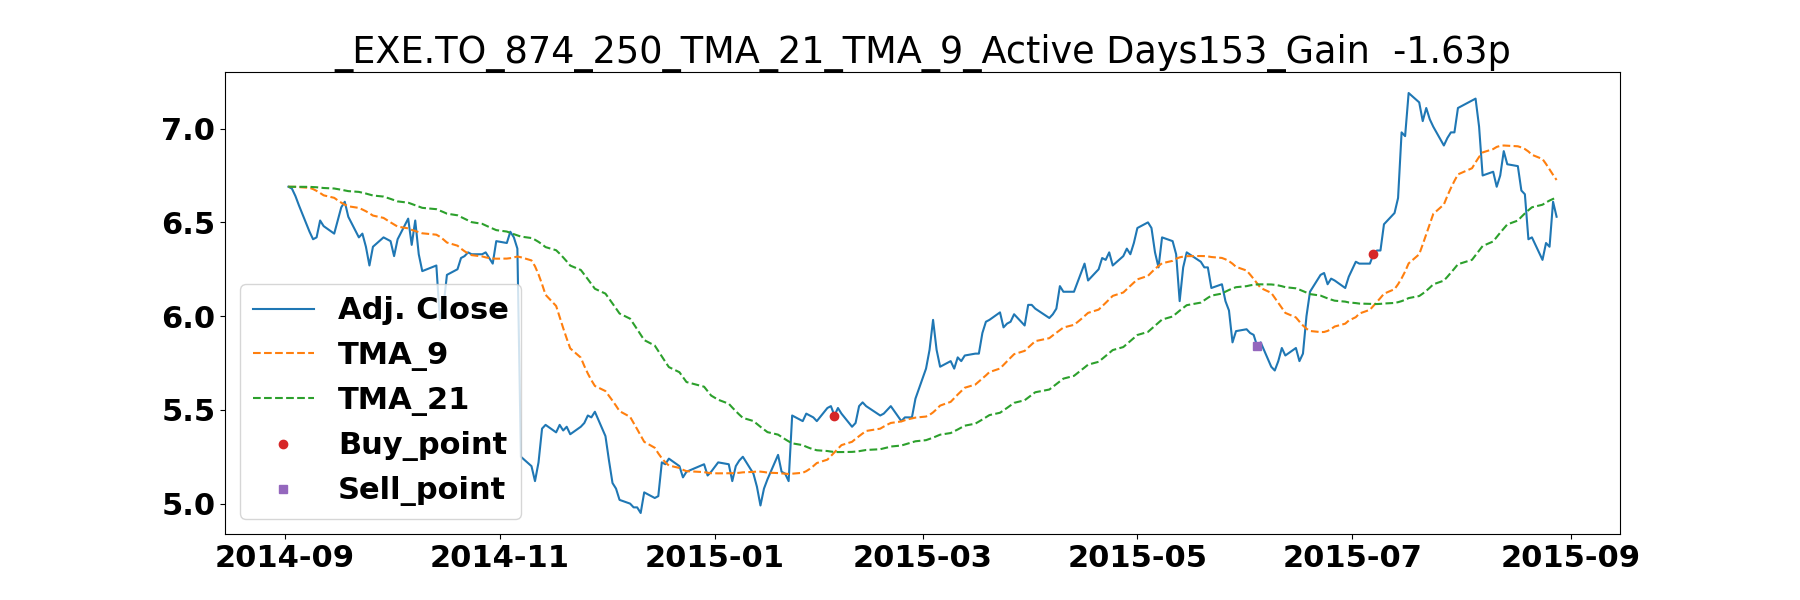 _EXE.TO_874_250_TMA_21_TMA_9_Active Days153_Gain  -1.63p
7.0
6.5
6.0
5.5
5.0
Adj. Close
TMA_9
TMA_21
Buy_point
Sell_point
2014-09 2014-11 2015-01 2015-03 2015-05 2015-07 2015-09